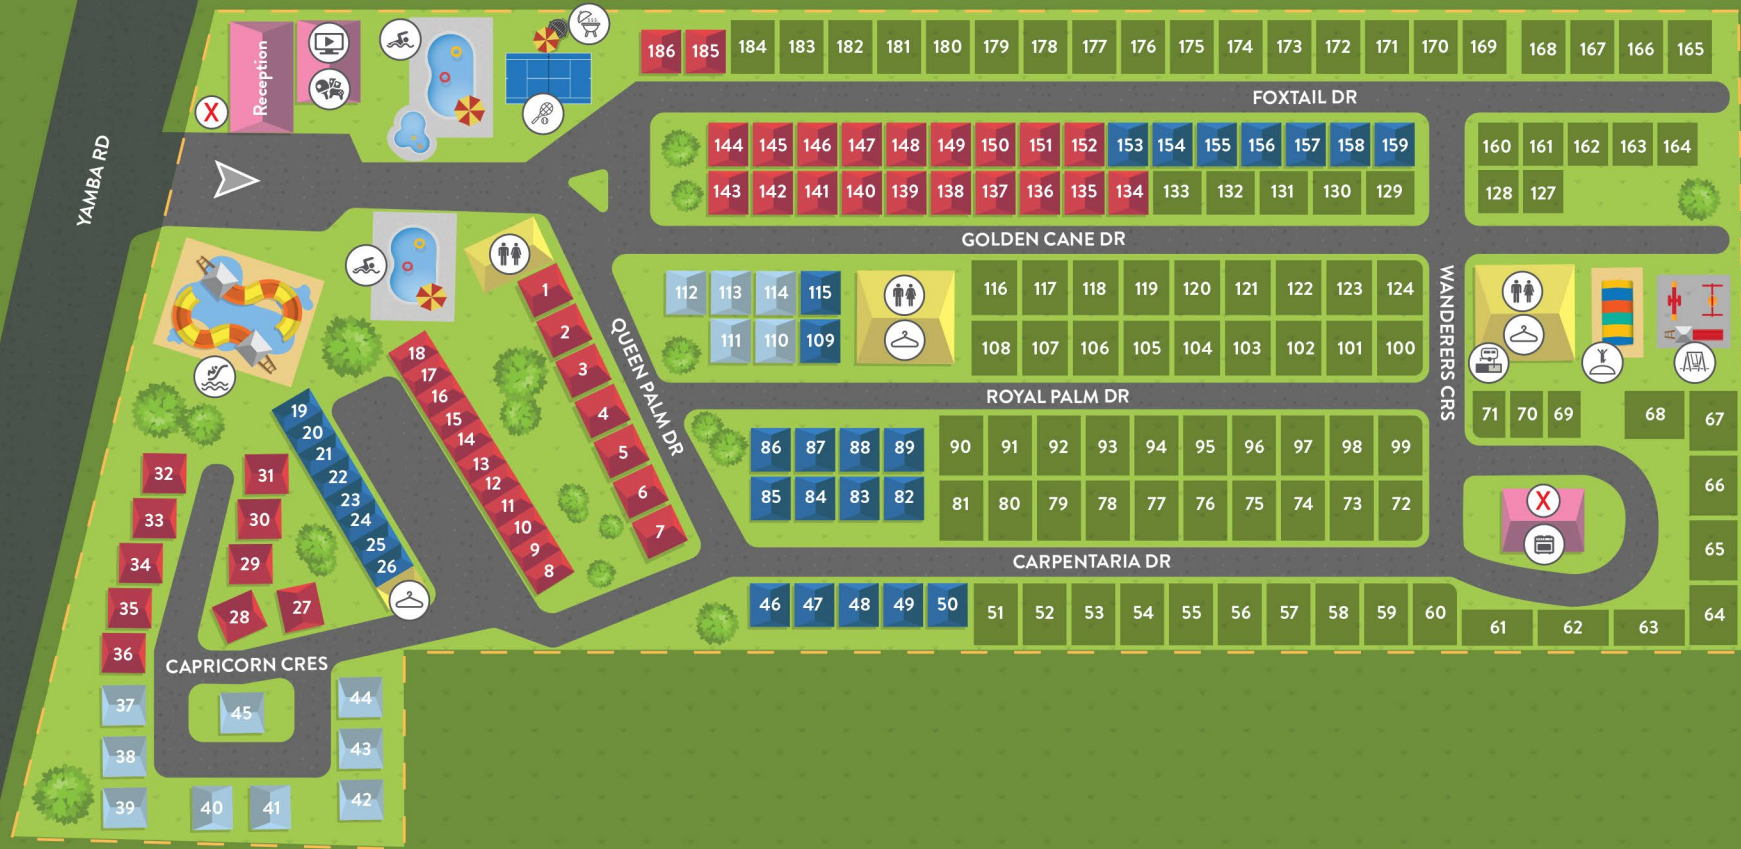 Reception
X
YAMBA RD
186 185 184 183 182 181 180 179 178 177 176 175 174 173 172 171 170 169 168 167 166 165
FOXTAIL DR
144 145 146 147 148 149 150 151 152 153 154 155 156 157 158 159
160 161 162 163 164
143 142 141 140 139 138 137 136 135 134 133 132 131 130 129
128 127
GOLDEN CANE DR
112 113 114 115
116 117 118 119 120 121 122 123 124
111 110 109
108 107 106 105 104 103 102 101 100
WANDERERS CRS
QUEEN PALM DR
ROYAL PALM DR
1
2
3
4
5
6
7
18
17
16
15
14
13
12
11
10
9
8
19
20
21
22
23
24
25
26
71 70 69 68 67
66
65
64
X
86 87 88 89 90 91 92 93 94 95 96 97 98 99
85 84 83 82 81 80 79 78 77 76 75 74 73 72
CARPENTARIA DR
46 47 48 49 50 51 52 53 54 55 56 57 58 59 60 61 62 63
32 31
33 30
34 29
35 28 27
36
CAPRICORN CRES
37 45 44
38 43
39 40 41 42